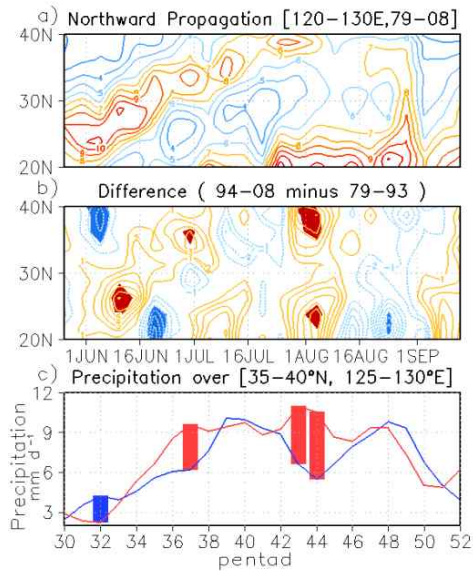 a) Northward Propagation [120-130E,79-08]
40N
30N
20N
b) Difference ( 94-08 minus 79-93 )
40N
30N
20N
1JUN 16JUN 1JUL 16JUL 1AUG 16AUG 1SEP
c) Precipitation over [35-40°N, 125-130°E]
Precipitation
mm d⁻¹
12
9
6
3
30 32 34 36 38 40 42 44 46 48 50 52
pentad